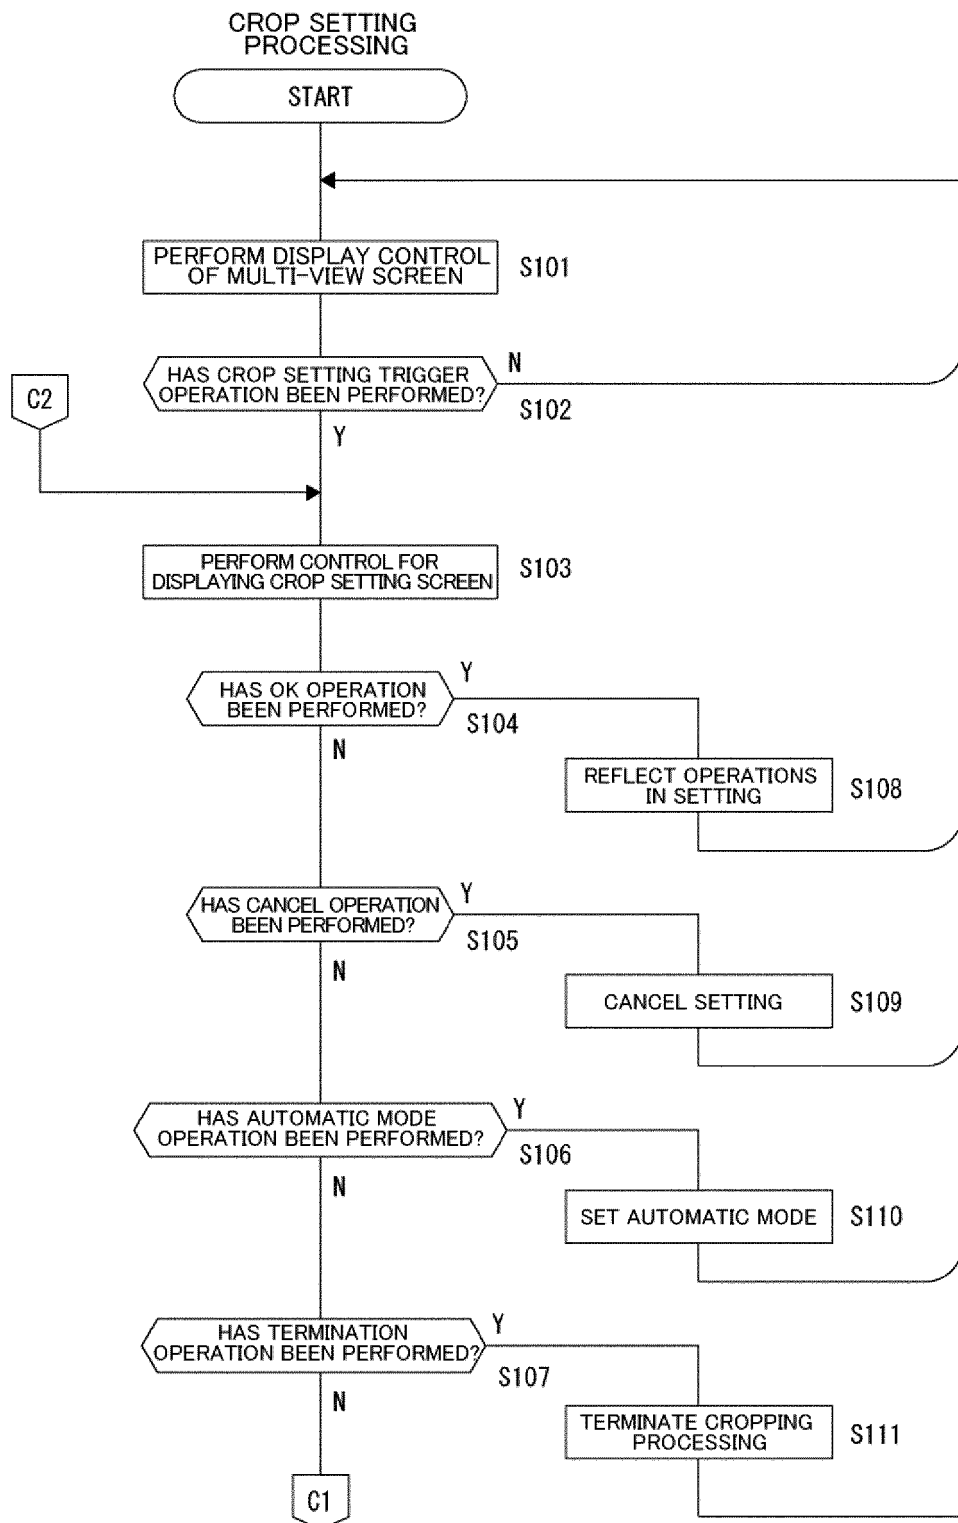 CROP SETTING
PROCESSING
START
PERFORM DISPLAY CONTROL
OF MULTI-VIEW SCREEN
S101
HAS CROP SETTING TRIGGER
OPERATION BEEN PERFORMED?
N
S102
C2
Y
PERFORM CONTROL FOR
DISPLAYING CROP SETTING SCREEN
S103
HAS OK OPERATION
BEEN PERFORMED?
Y
S104
N
REFLECT OPERATIONS
IN SETTING
S108
HAS CANCEL OPERATION
BEEN PERFORMED?
Y
S105
N
CANCEL SETTING
S109
HAS AUTOMATIC MODE
OPERATION BEEN PERFORMED?
Y
S106
N
SET AUTOMATIC MODE
S110
HAS TERMINATION
OPERATION BEEN PERFORMED?
Y
S107
N
TERMINATE CROPPING
PROCESSING
S111
C1